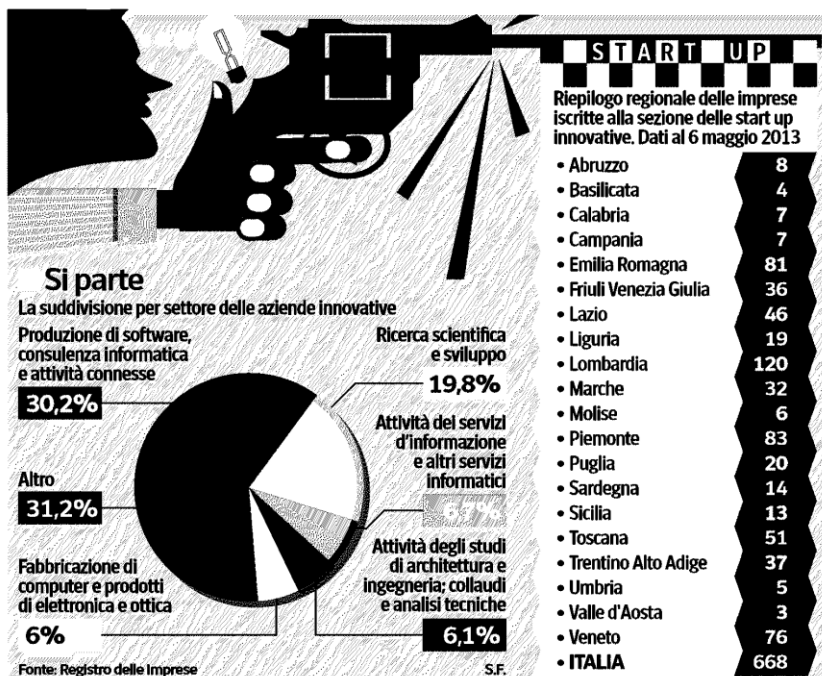 START UP
Riepilogo regionale delle imprese
iscritte alla sezione delle start up
innovative. Dati al 6 maggio 2013
• Abruzzo 8
• Basilicata 4
• Calabria 7
• Campania 7
• Emilia Romagna 81
• Friuli Venezia Giulia 36
• Lazio 46
• Liguria 19
• Lombardia 120
• Marche 32
• Molise 6
• Piemonte 83
• Puglia 20
• Sardegna 14
• Sicilia 13
• Toscana 51
• Trentino Alto Adige 37
• Umbria 5
• Valle d'Aosta 3
• Veneto 76
• ITALIA 668
Si parte
La suddivisione per settore delle aziende innovative
Produzione di software,
consulenza informatica
e attività connesse
30,2%
Altro
31,2%
Fabbricazione di
computer e prodotti
di elettronica e ottica
6%
Ricerca scientifica
e sviluppo
19,8%
Attività dei servizi
d'informazione
e altri servizi
informatici
Attività degli studi
di architettura e
ingegneria; collaudi
e analisi tecniche
6,1%
Fonte: Registro delle Imprese
S.F.